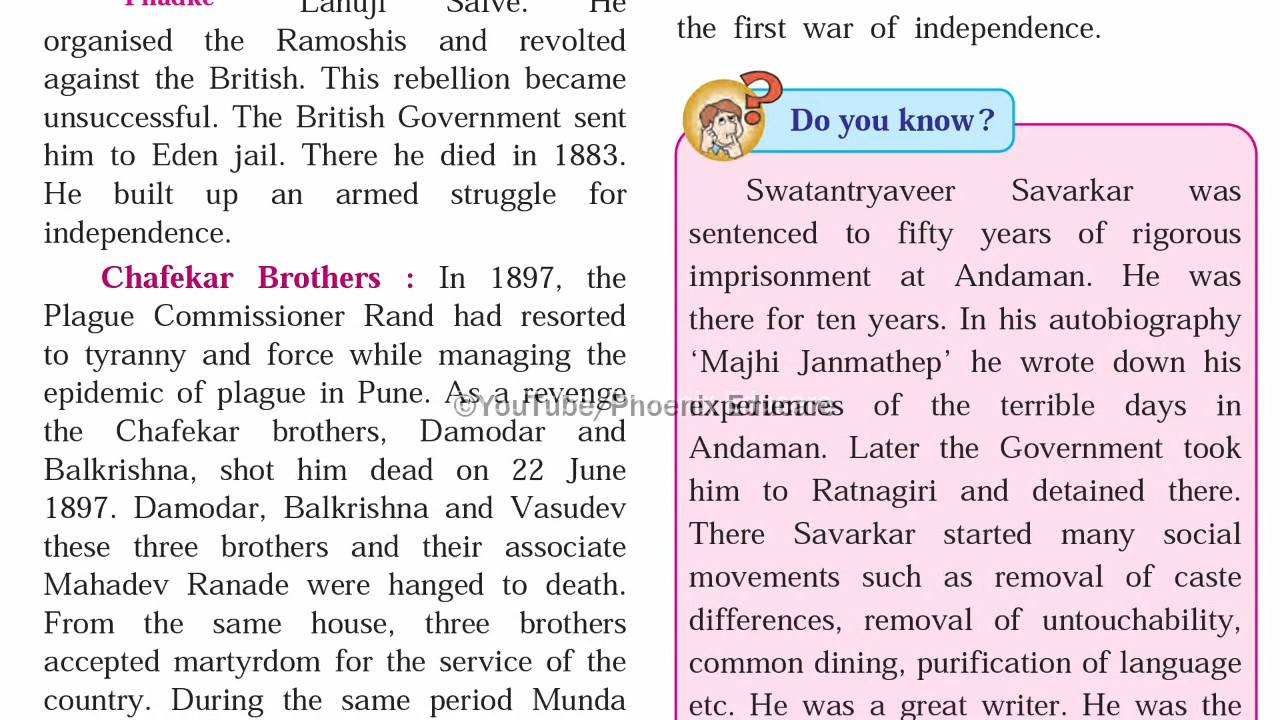 Phadke Lahuji Salve. He
organised the Ramoshis and revolted
against the British. This rebellion became
unsuccessful. The British Government sent
him to Eden jail. There he died in 1883.
He built up an armed struggle for
independence.
Chafekar Brothers : In 1897, the
Plague Commissioner Rand had resorted
to tyranny and force while managing the
epidemic of plague in Pune. As a revenge
the Chafekar brothers, Damodar and
Balkrishna, shot him dead on 22 June
1897. Damodar, Balkrishna and Vasudev
these three brothers and their associate
Mahadev Ranade were hanged to death.
From the same house, three brothers
accepted martyrdom for the service of the
country. During the same period Munda
the first war of independence.
Do you know?
Swatantryaveer Savarkar was
sentenced to fifty years of rigorous
imprisonment at Andaman. He was
there for ten years. In his autobiography
‘Majhi Janmathep’ he wrote down his
experiences of the terrible days in
Andaman. Later the Government took
him to Ratnagiri and detained there.
There Savarkar started many social
movements such as removal of caste
differences, removal of untouchability,
common dining, purification of language
etc. He was a great writer. He was the
©YouTube/Phoenix Educare